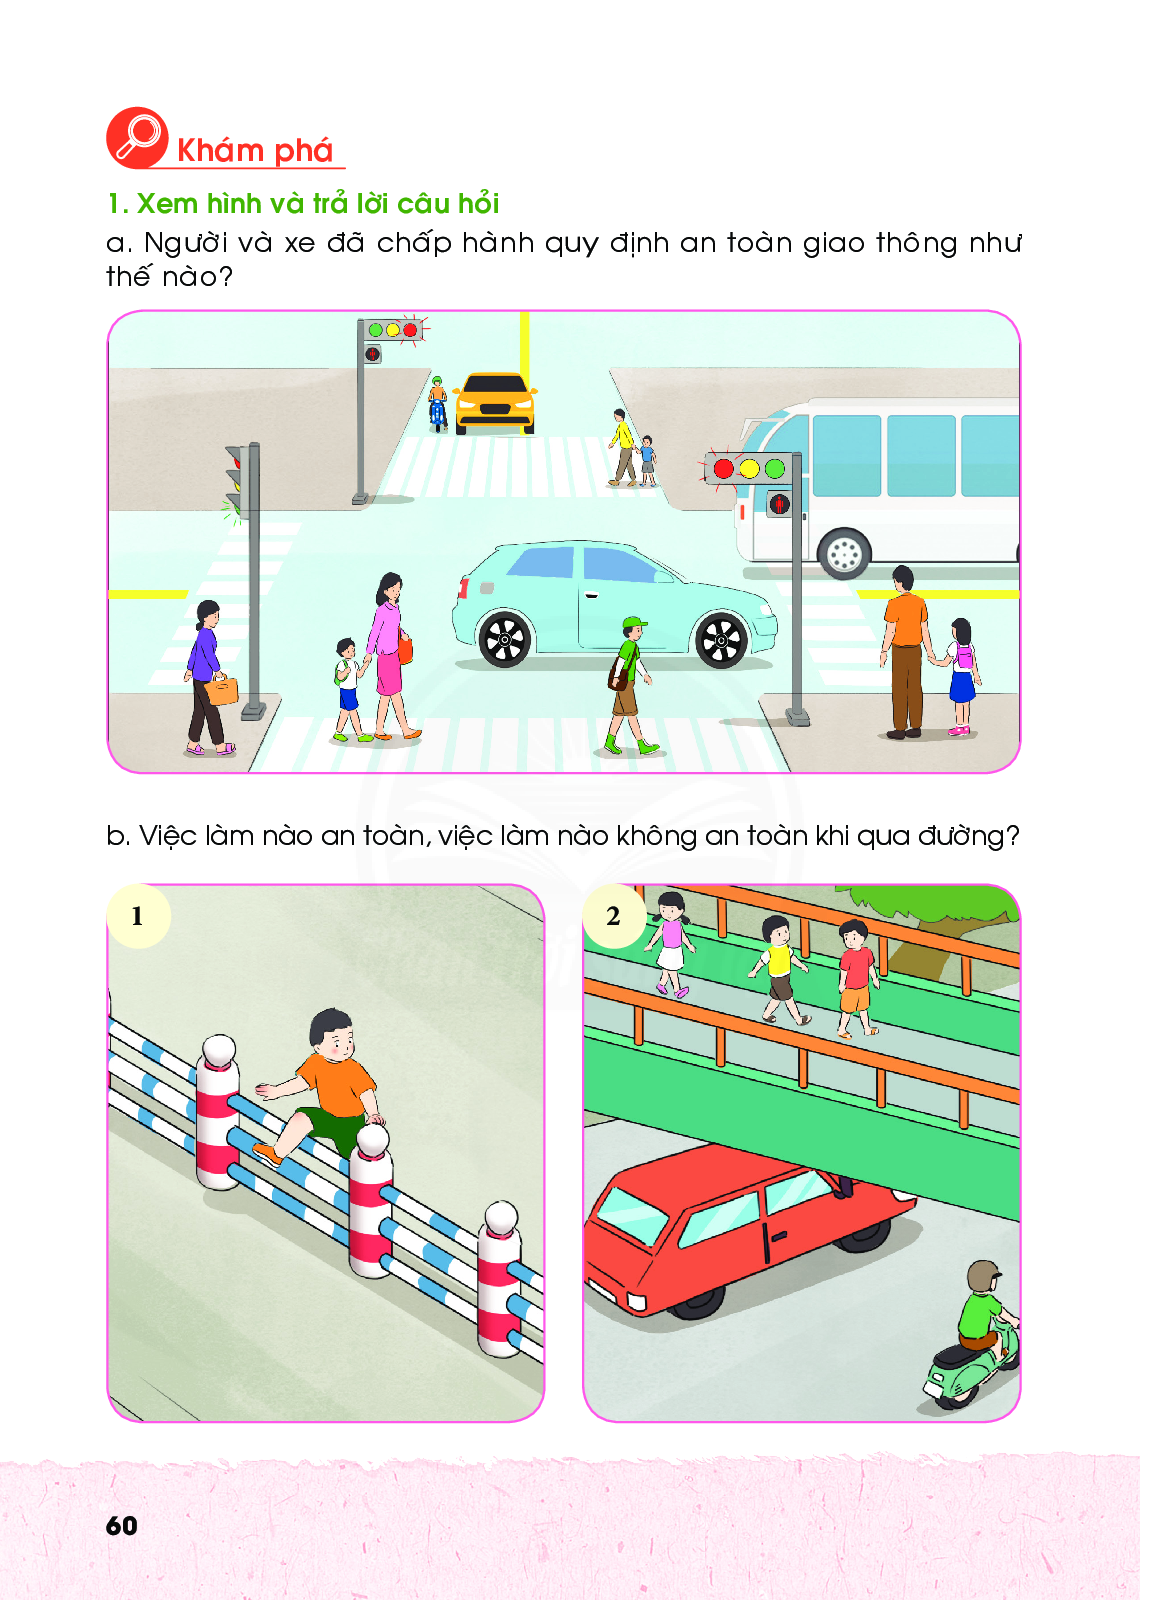 Khám phá
1. Xem hình và trả lời câu hỏi
a. Người và xe đã chấp hành quy định an toàn giao thông như
thế nào?
b. Việc làm nào an toàn, việc làm nào không an toàn khi qua đường?
1
2
60